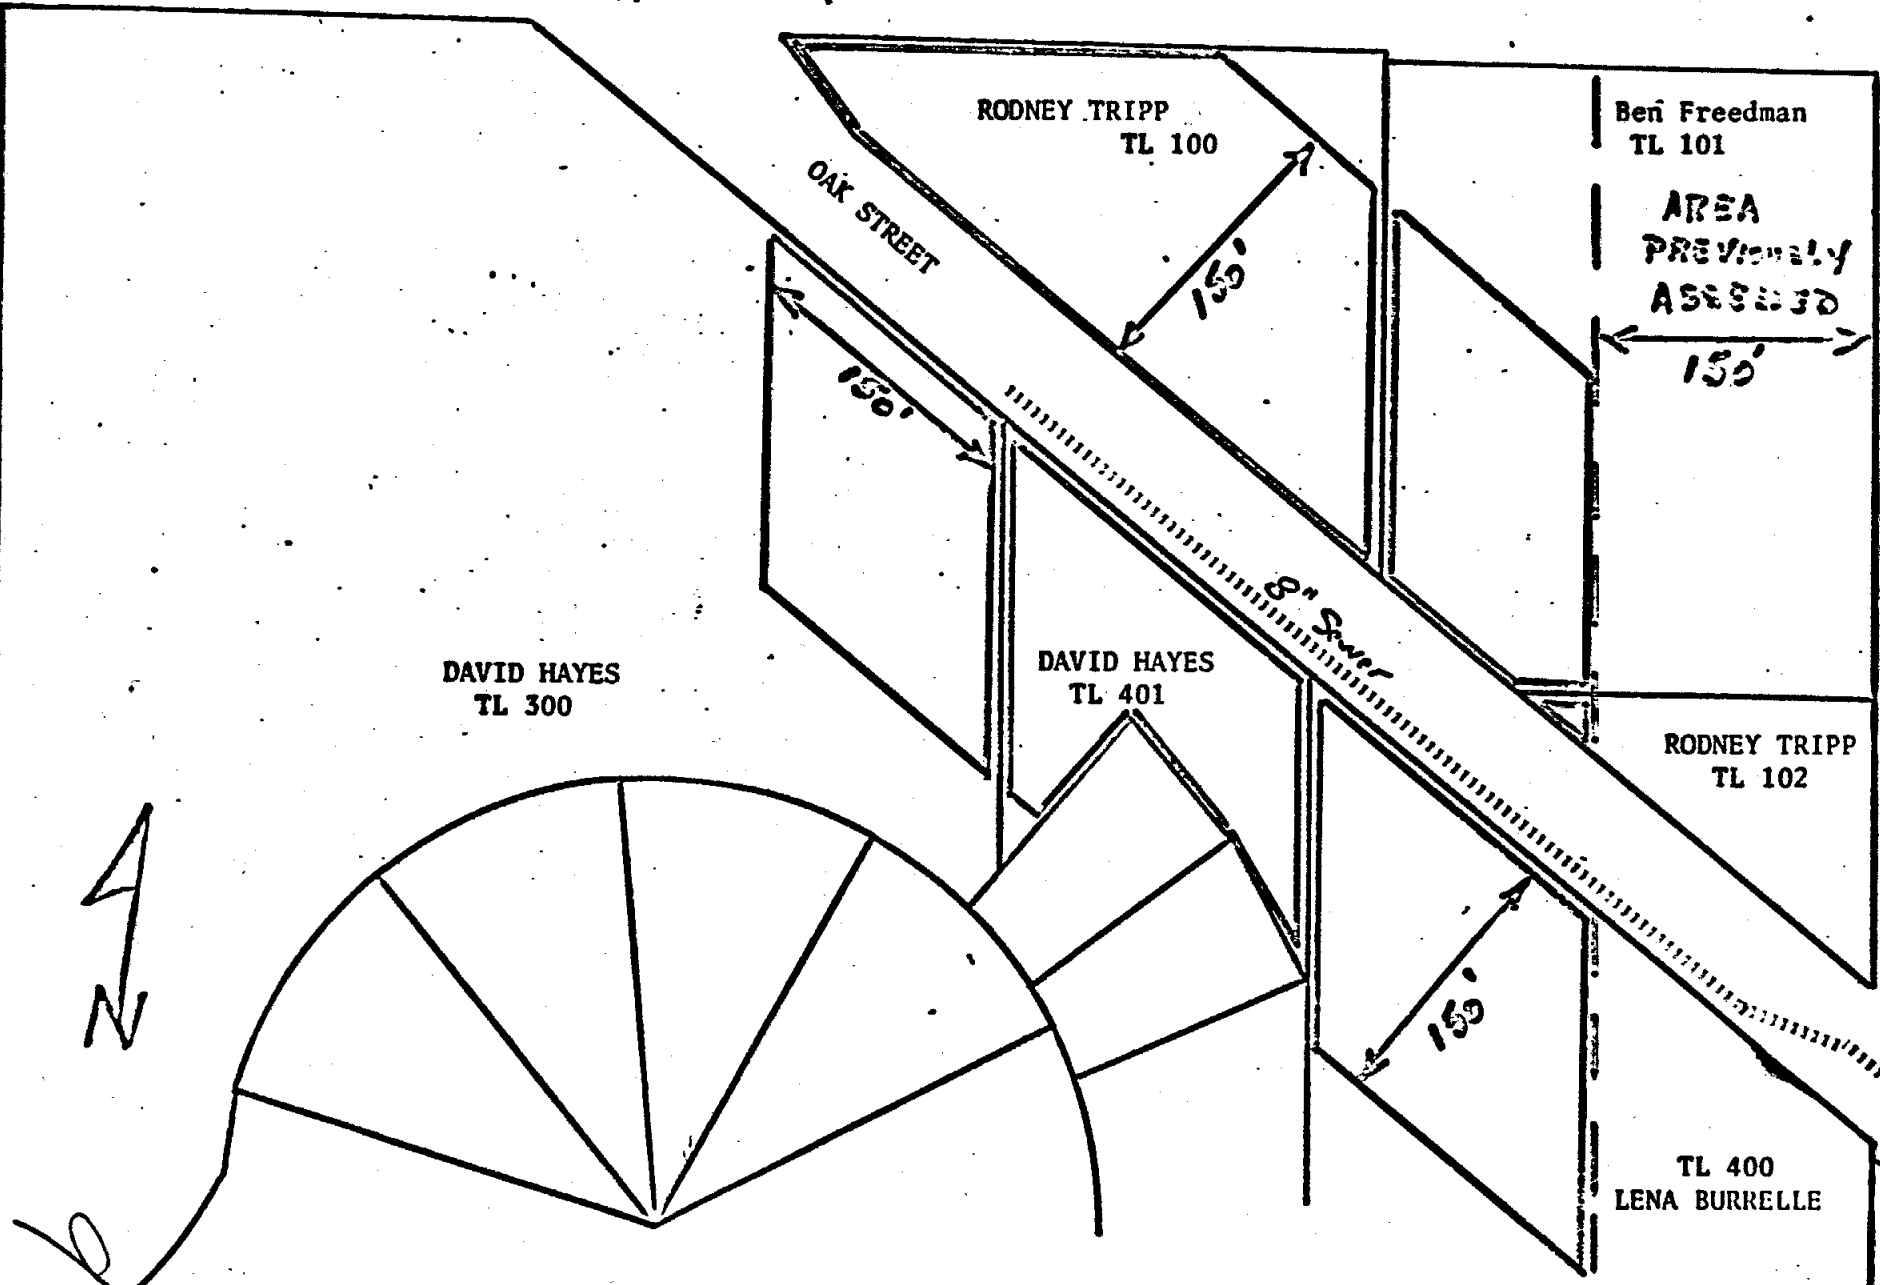 RODNEY TRIPP
TL 100
Ben Freedman
TL 101
AREA
PREVIOUSLY
ASSESSED
150'
OAK STREET
150'
150'
8" Sewer
DAVID HAYES
TL 300
DAVID HAYES
TL 401
RODNEY TRIPP
TL 102
N
150'
TL 400
LENA BURRELLE